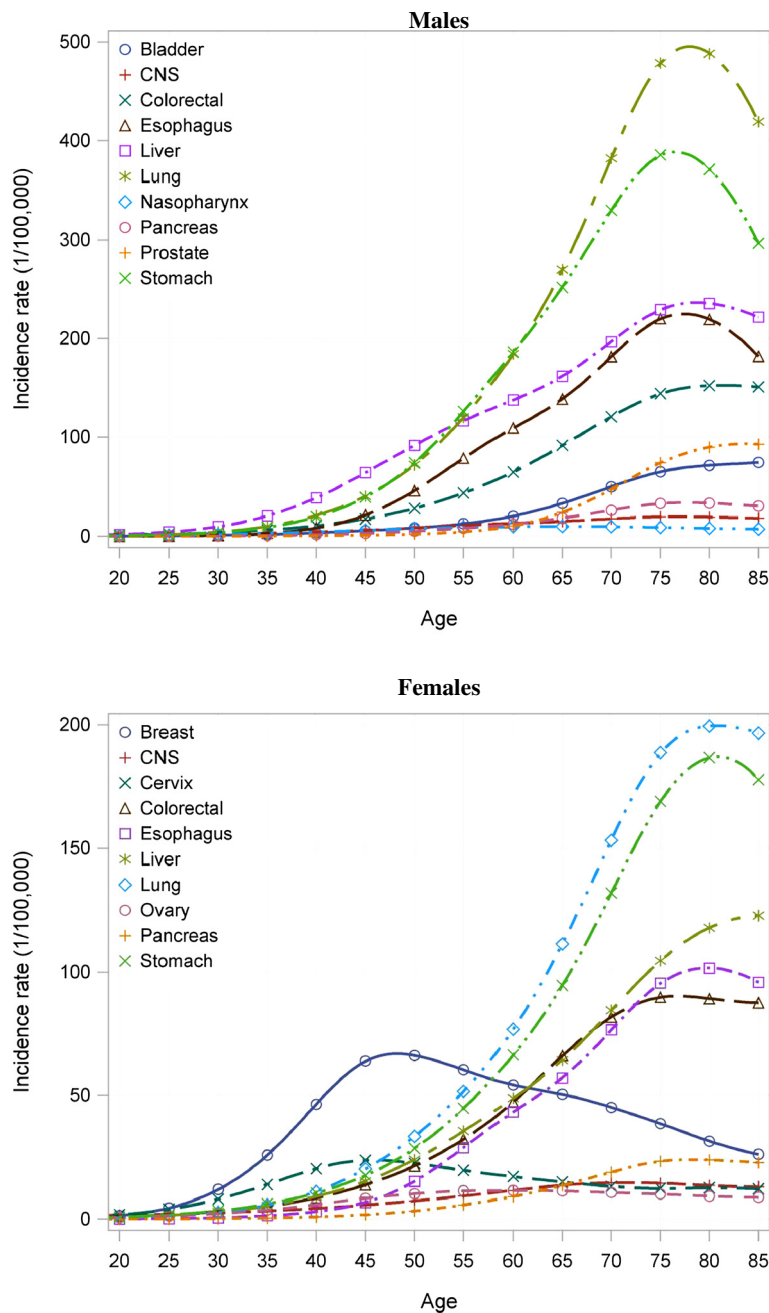 Males
500
400
300
200
100
0
Incidence rate (1/100,000)
Bladder
CNS
Colorectal
Esophagus
Liver
Lung
Nasopharynx
Pancreas
Prostate
Stomach
20 25 30 35 40 45 50 55 60 65 70 75 80 85
Age
Females
200
150
100
50
0
Incidence rate (1/100,000)
Breast
CNS
Cervix
Colorectal
Esophagus
Liver
Lung
Ovary
Pancreas
Stomach
20 25 30 35 40 45 50 55 60 65 70 75 80 85
Age